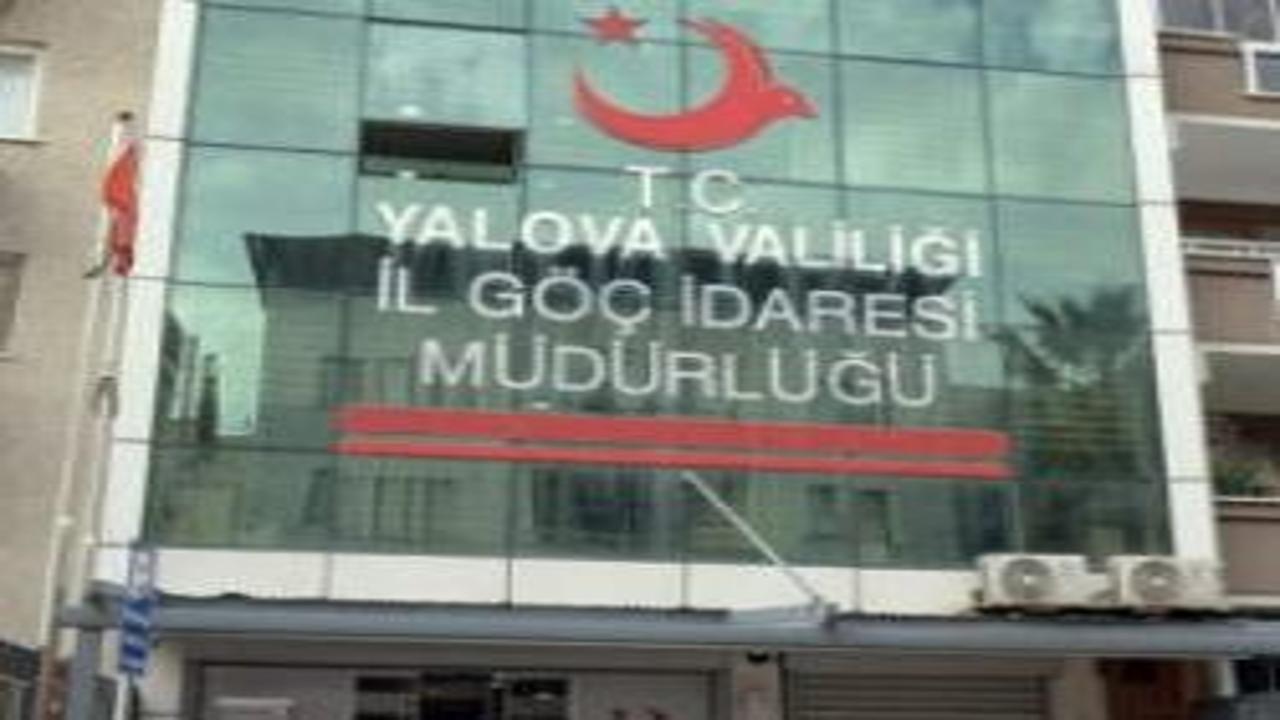 T.C.
YALOVA VALİLİĞİ
İL GÖÇ İDARESİ
MÜDÜRLÜĞÜ